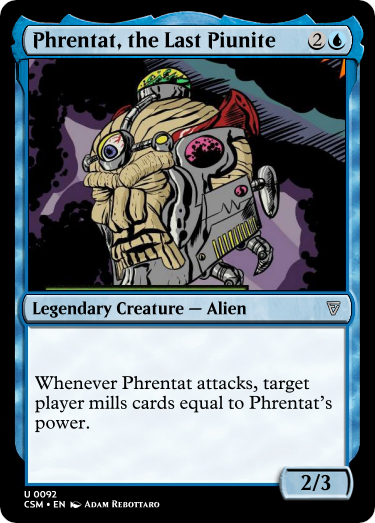 Phrentat, the Last Piunite 2
Legendary Creature — Alien
Whenever Phrentat attacks, target
player mills cards equal to Phrentat's
power.
2/3
U 0092
CSM • EN Adam Rebottaro